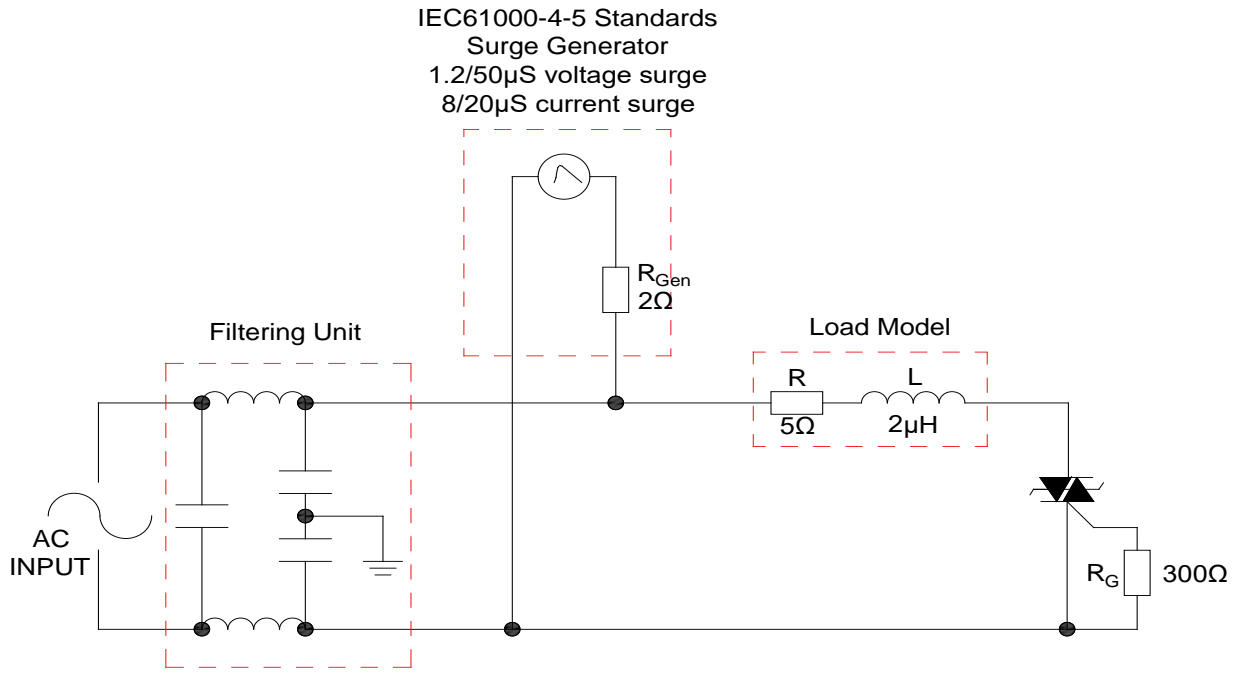 IEC61000-4-5 Standards
Surge Generator
1.2/50µS voltage surge
8/20µS current surge
RGen
2Ω
Filtering Unit
Load Model
R
L
5Ω
2µH
AC
INPUT
RG
300Ω